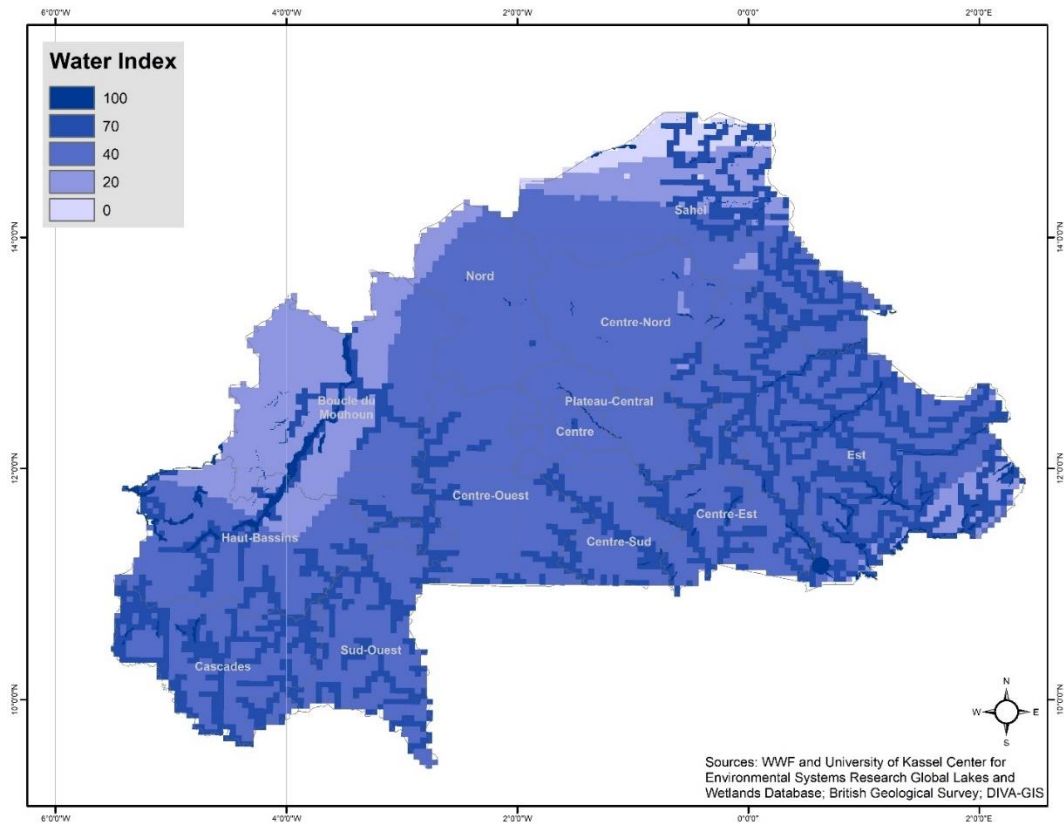 6°0'0"W
4°0'0"W
2°0'0"W
0°0'0"
2°0'0"E
Water Index
100
70
40
20
0
14°0'0"N
14°0'0"N
Sahel
Nord
Centre-Nord
Boucle du
Mouhoun
Plateau-Central
Centre
12°0'0"N
12°0'0"N
Est
Centre-Ouest
Centre-Est
Haut-Bassins
Centre-Sud
Sud-Ouest
Cascades
10°0'0"N
10°0'0"N
N
W
E
S
Sources: WWF and University of Kassel Center for
Environmental Systems Research Global Lakes and
Wetlands Database; British Geological Survey; DIVA-GIS
6°0'0"W
4°0'0"W
2°0'0"W
0°0'0"
2°0'0"E